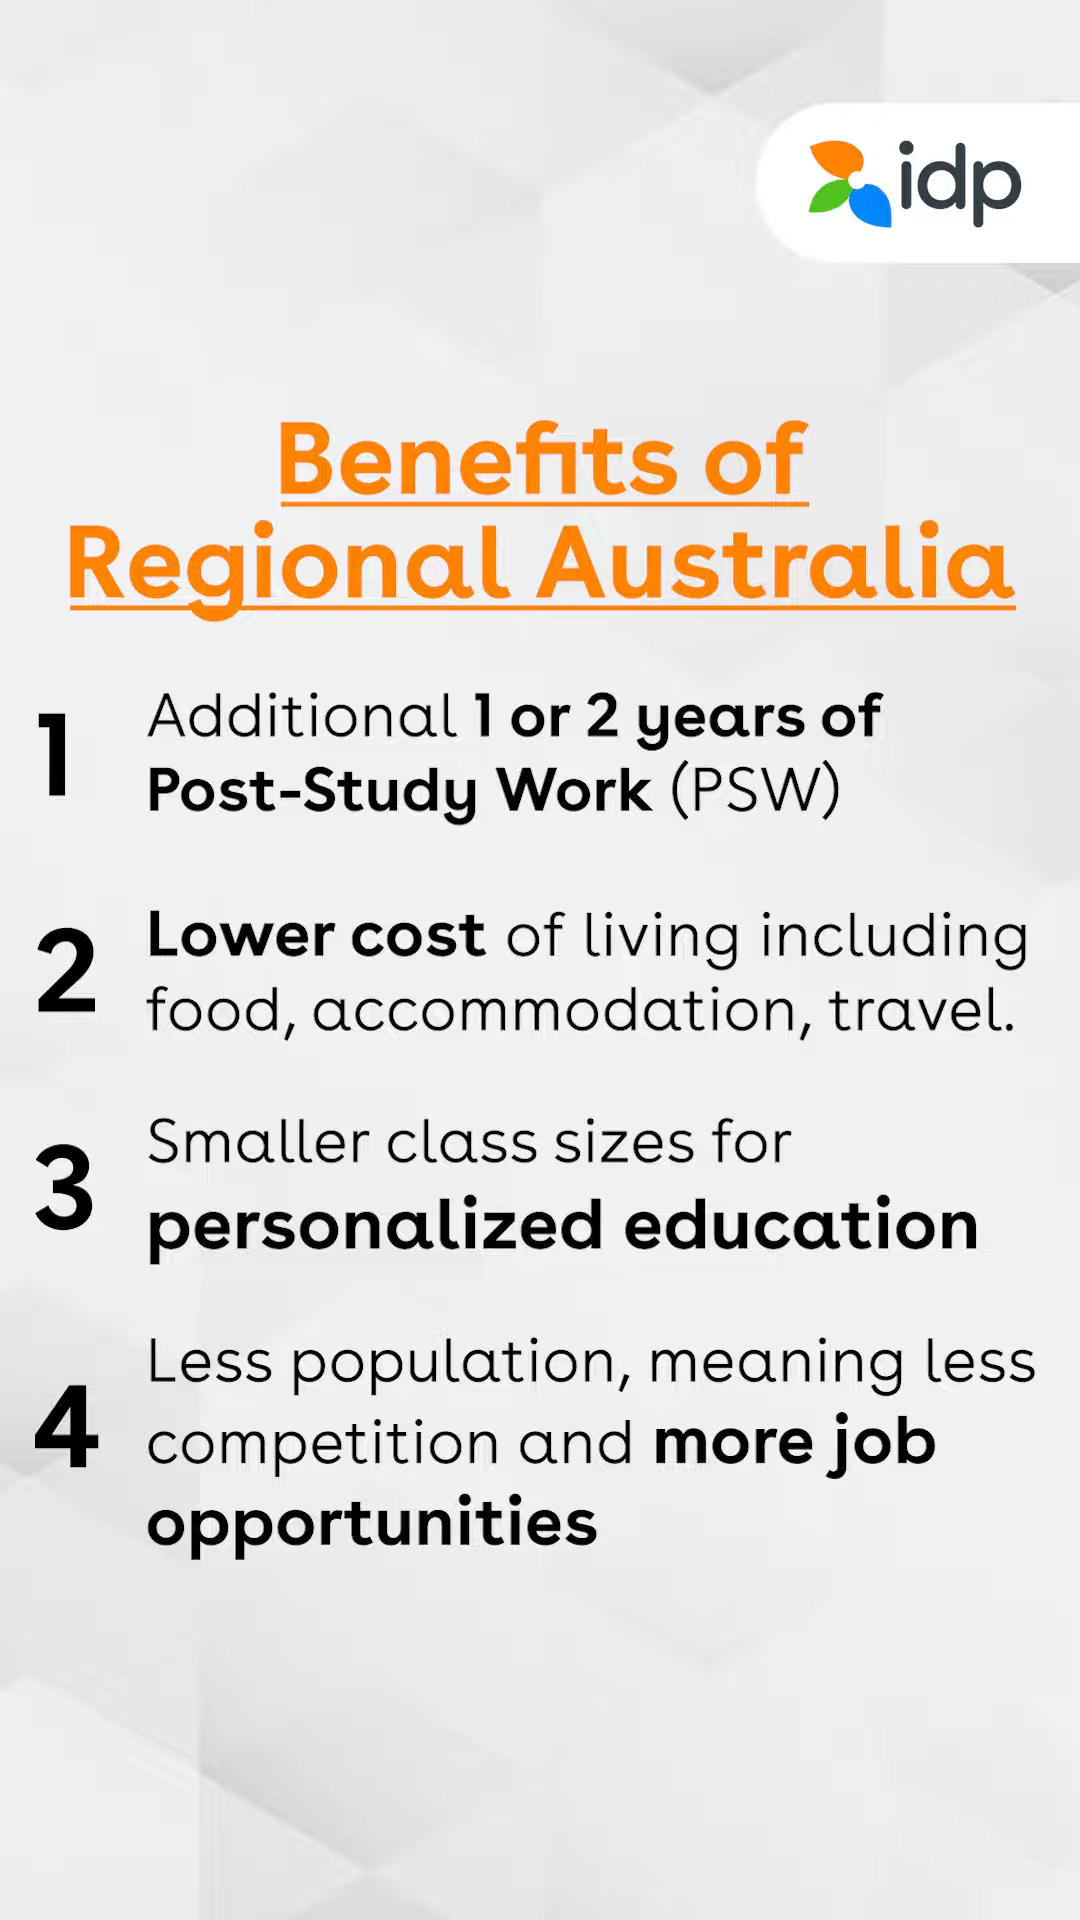 idp
Benefits of
Regional Australia
1 Additional 1 or 2 years of
Post-Study Work (PSW)
2 Lower cost of living including
food, accommodation, travel.
3 Smaller class sizes for
personalized education
4 Less population, meaning less
competition and more job
opportunities